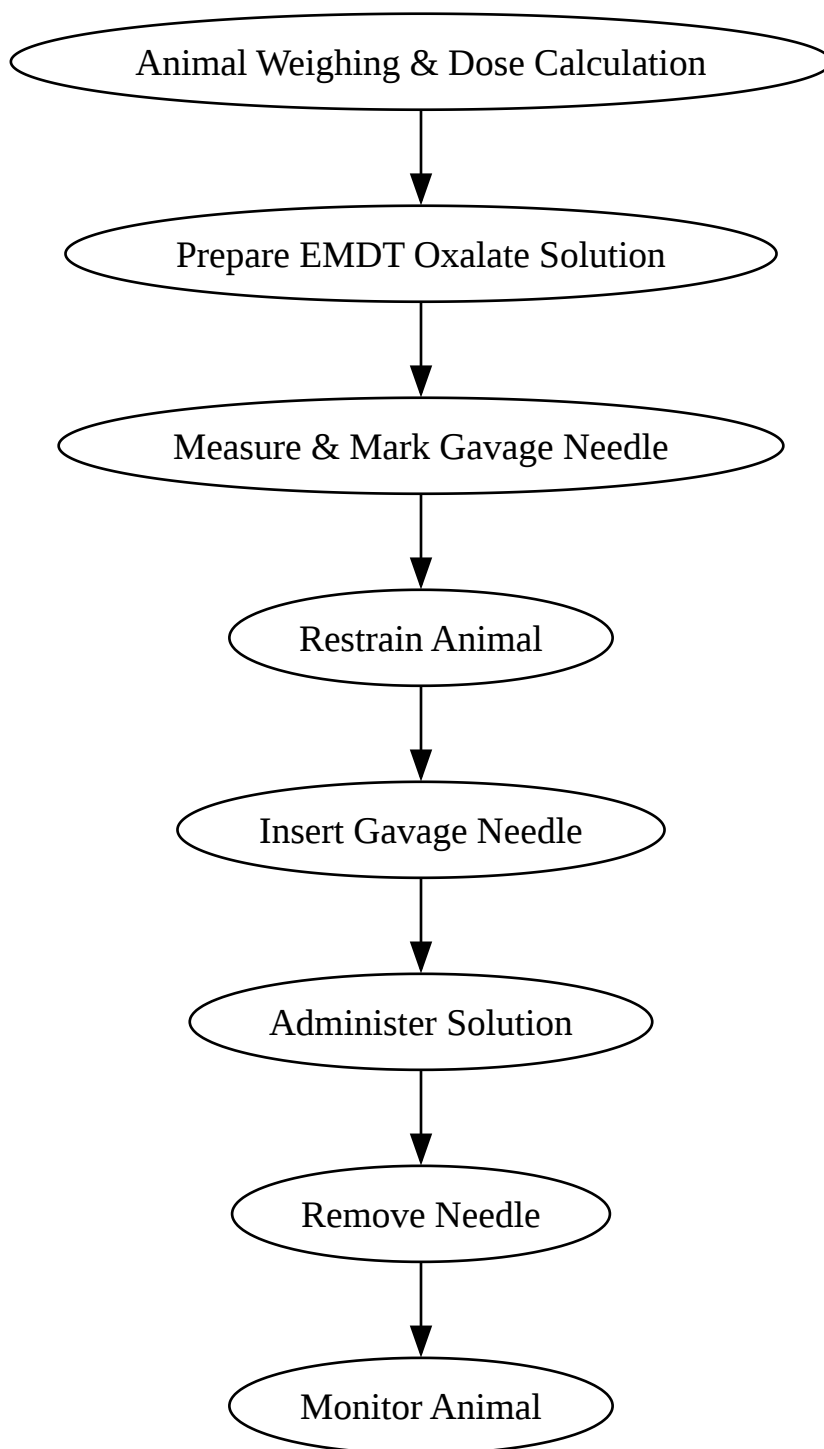 Animal Weighing & Dose Calculation
Prepare EMDT Oxalate Solution
Measure & Mark Gavage Needle
Restrain Animal
Insert Gavage Needle
Administer Solution
Remove Needle
Monitor Animal